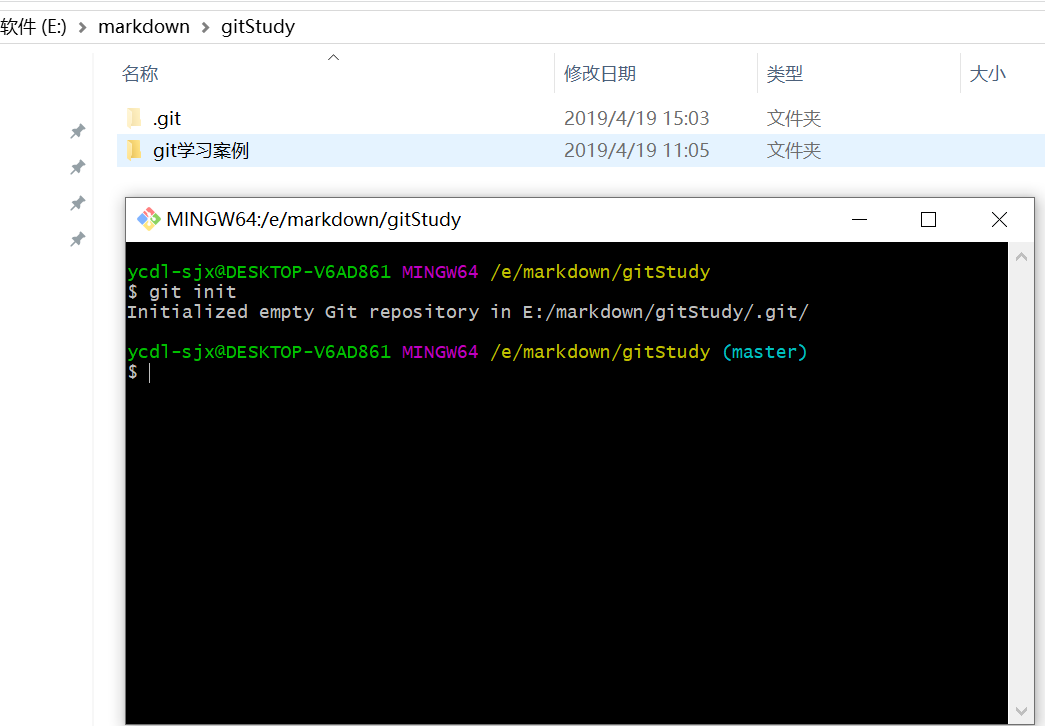 软件 (E:) > markdown > gitStudy
名称 修改日期 类型 大小
.git 2019/4/19 15:03 文件夹
git学习案例 2019/4/19 11:05 文件夹
MINGW64:/e/markdown/gitStudy
ycdl-sjx@DESKTOP-V6AD861 MINGW64 /e/markdown/gitStudy
$ git init
Initialized empty Git repository in E:/markdown/gitStudy/.git/
ycdl-sjx@DESKTOP-V6AD861 MINGW64 /e/markdown/gitStudy (master)
$